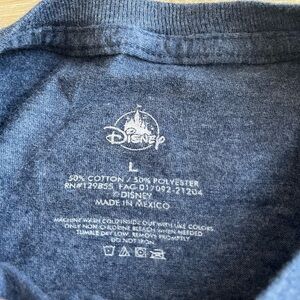 Disney
L
50% COTTON / 50% POLYESTER
RN#129855 FAC 017092-21204
©DISNEY
MADE IN MEXICO
MACHINE WASH COLD INSIDE OUT WITH LIKE COLORS
ONLY NON CHLORINE BLEACH WHEN NEEDED
TUMBLE DRY LOW. REMOVE PROMPTLY
DO NOT IRON